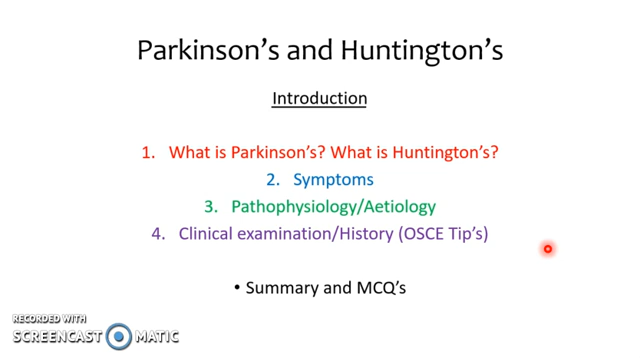 Parkinson's and Huntington's
Introduction
1. What is Parkinson's? What is Huntington's?
2. Symptoms
3. Pathophysiology/Aetiology
4. Clinical examination/History (OSCE Tip's)
• Summary and MCQ's
RECORDED WITH
SCREENCAST MATIC